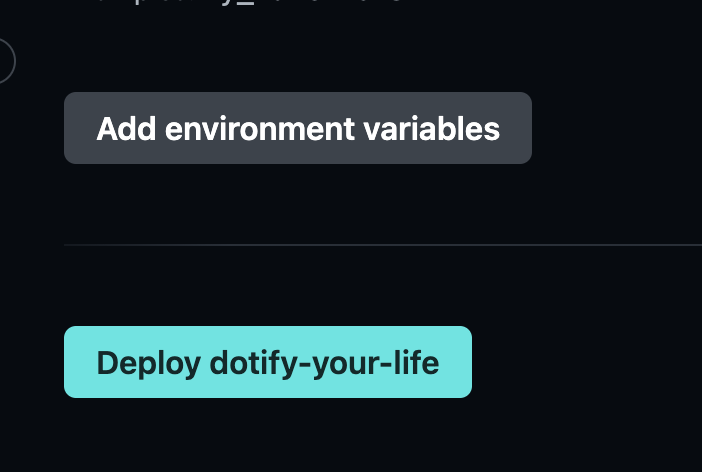 Add environment variables
Deploy dotify-your-life